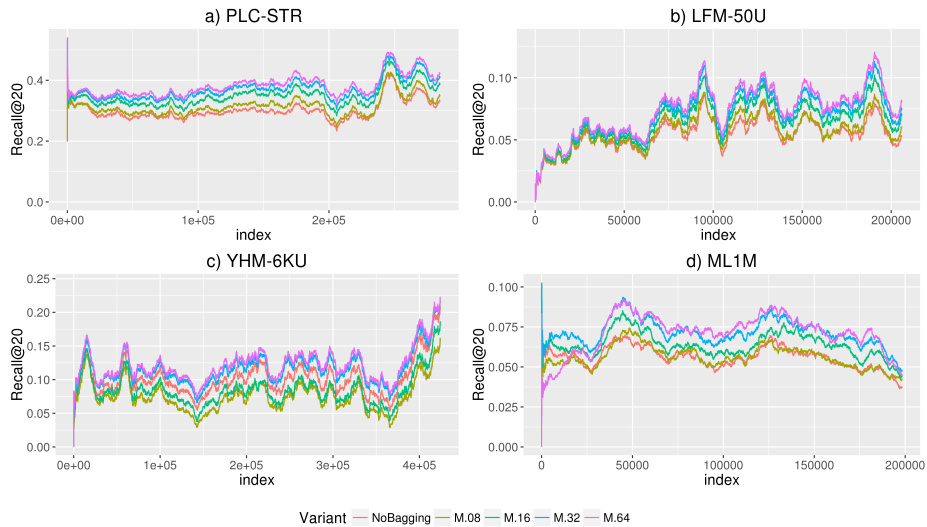 a) PLC-STR
Recall@20
0.4
0.2
0.0
0e+00 1e+05 2e+05
index
b) LFM-50U
Recall@20
0.10
0.05
0.00
0 50000 100000 150000 200000
index
c) YHM-6KU
Recall@20
0.25
0.20
0.15
0.10
0.05
0.00
0e+00 1e+05 2e+05 3e+05 4e+05
index
d) ML1M
Recall@20
0.100
0.075
0.050
0.025
0.000
0 50000 100000 150000 200000
index
Variant NoBagging M.08 M.16 M.32 M.64